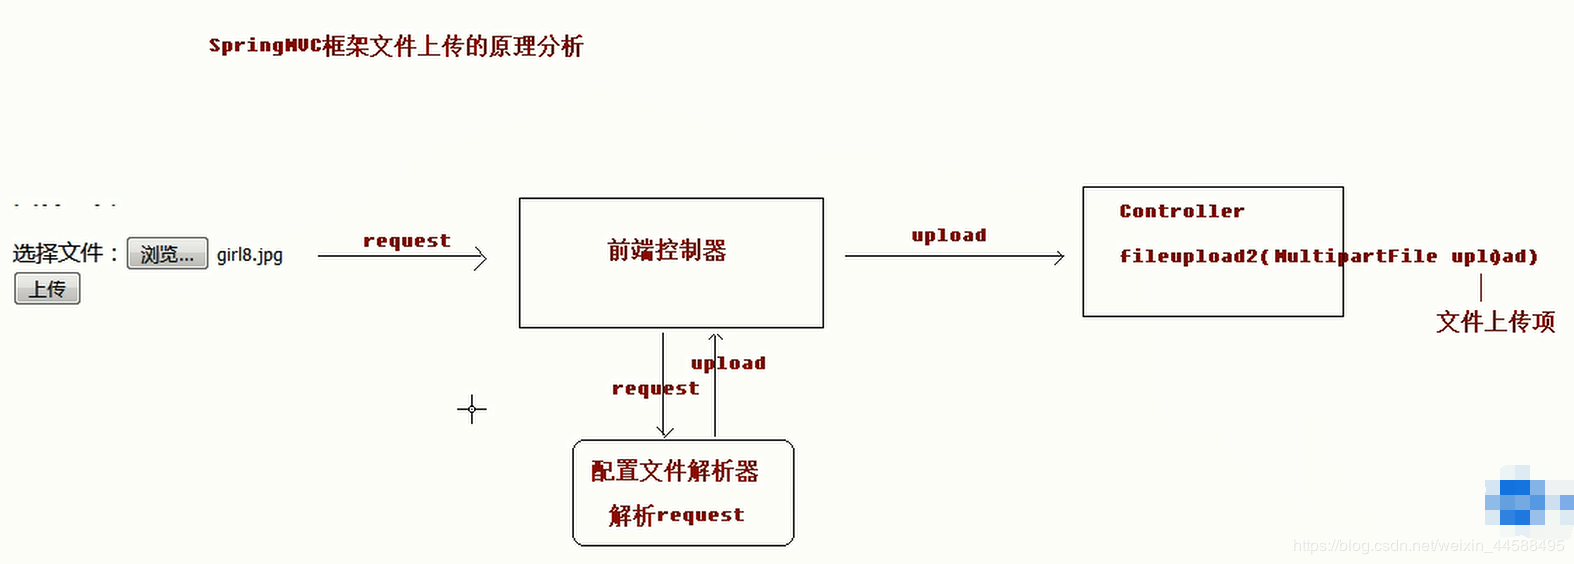 SpringMVC框架文件上传的原理分析
选择文件： 浏览... girl8.jpg
上传
request
前端控制器
upload
Controller
fileupload2(MultipartFile upload)
文件上传项
upload
request
配置文件解析器
解析request
https://blog.csdn.net/weixin_44588495